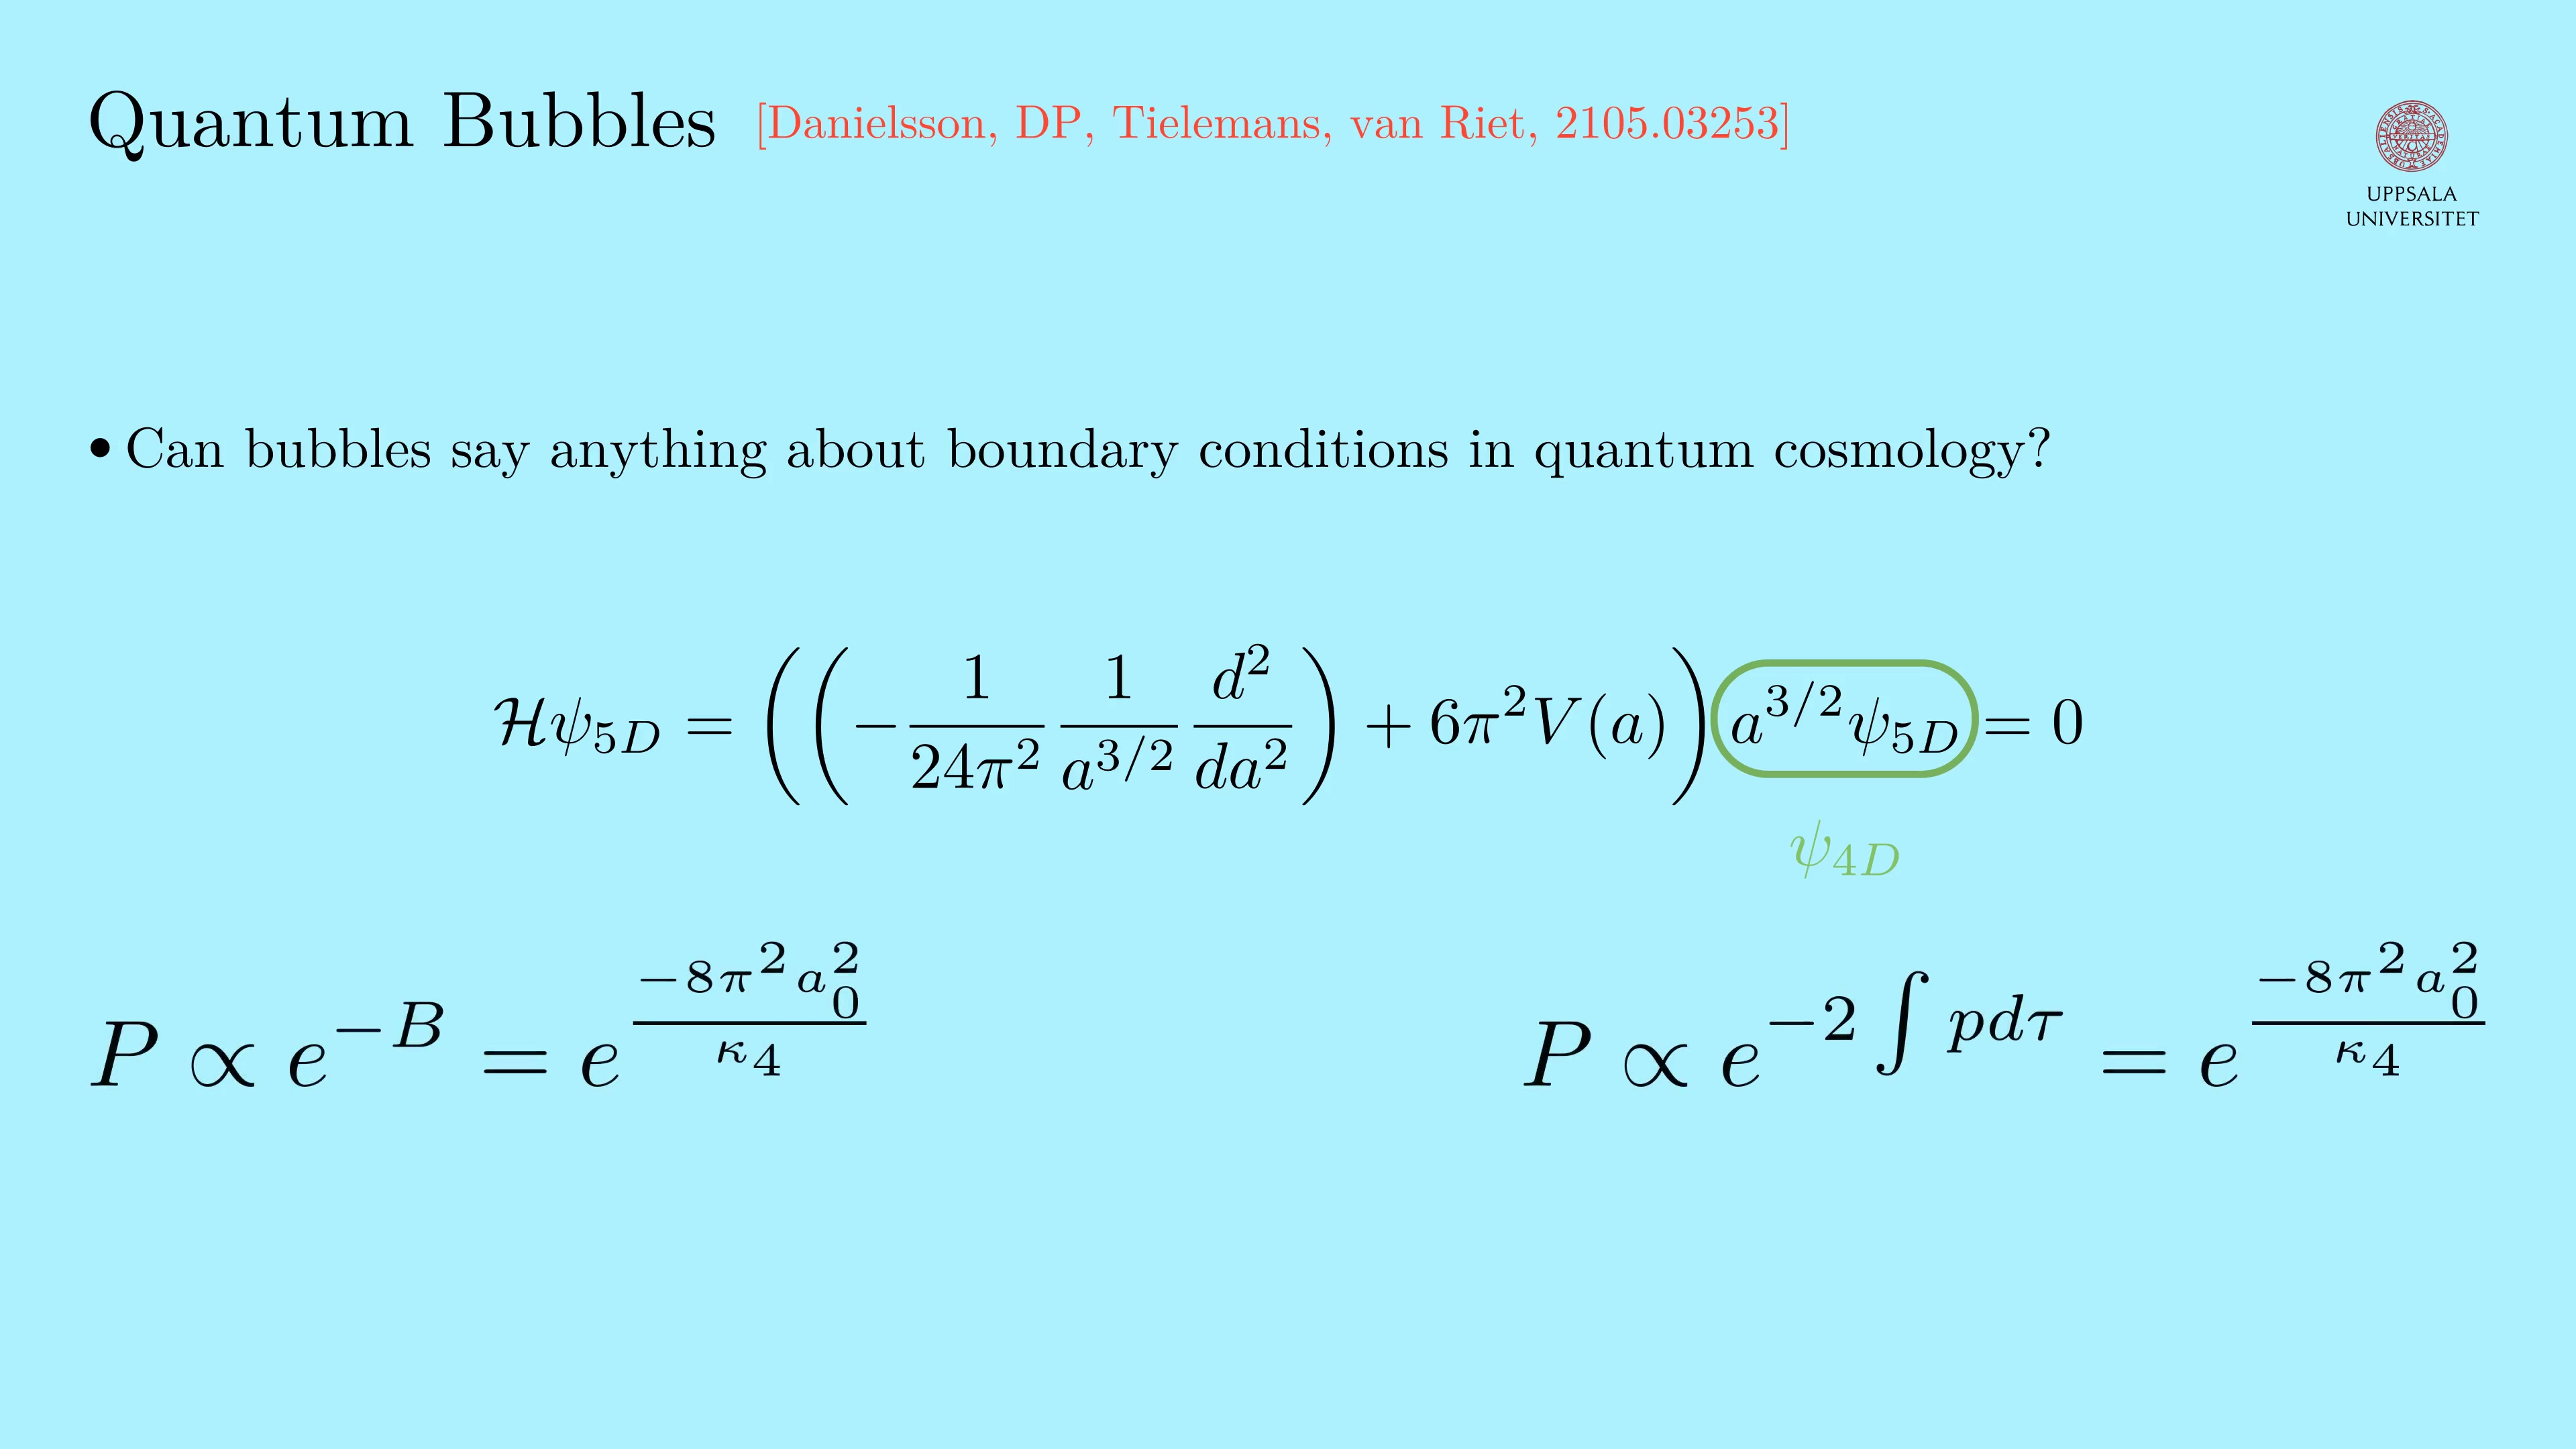 Quantum Bubbles [Danielsson, DP, Tielemans, van Riet, 2105.03253]
UPPSALA
UNIVERSITET
• Can bubbles say anything about boundary conditions in quantum cosmology?
$\mathcal{H}\psi_{5D} = \left(\left(-\frac{1}{24\pi^2}\frac{1}{a^{3/2}}\frac{d^2}{da^2}\right) + 6\pi^2 V(a)\right) a^{3/2}\psi_{5D} = 0$
$\psi_{4D}$
$P \propto e^{-B} = e^{\frac{-8\pi^2 a_0^2}{\kappa_4}}$
$P \propto e^{-2\int p d\tau} = e^{\frac{-8\pi^2 a_0^2}{\kappa_4}}$